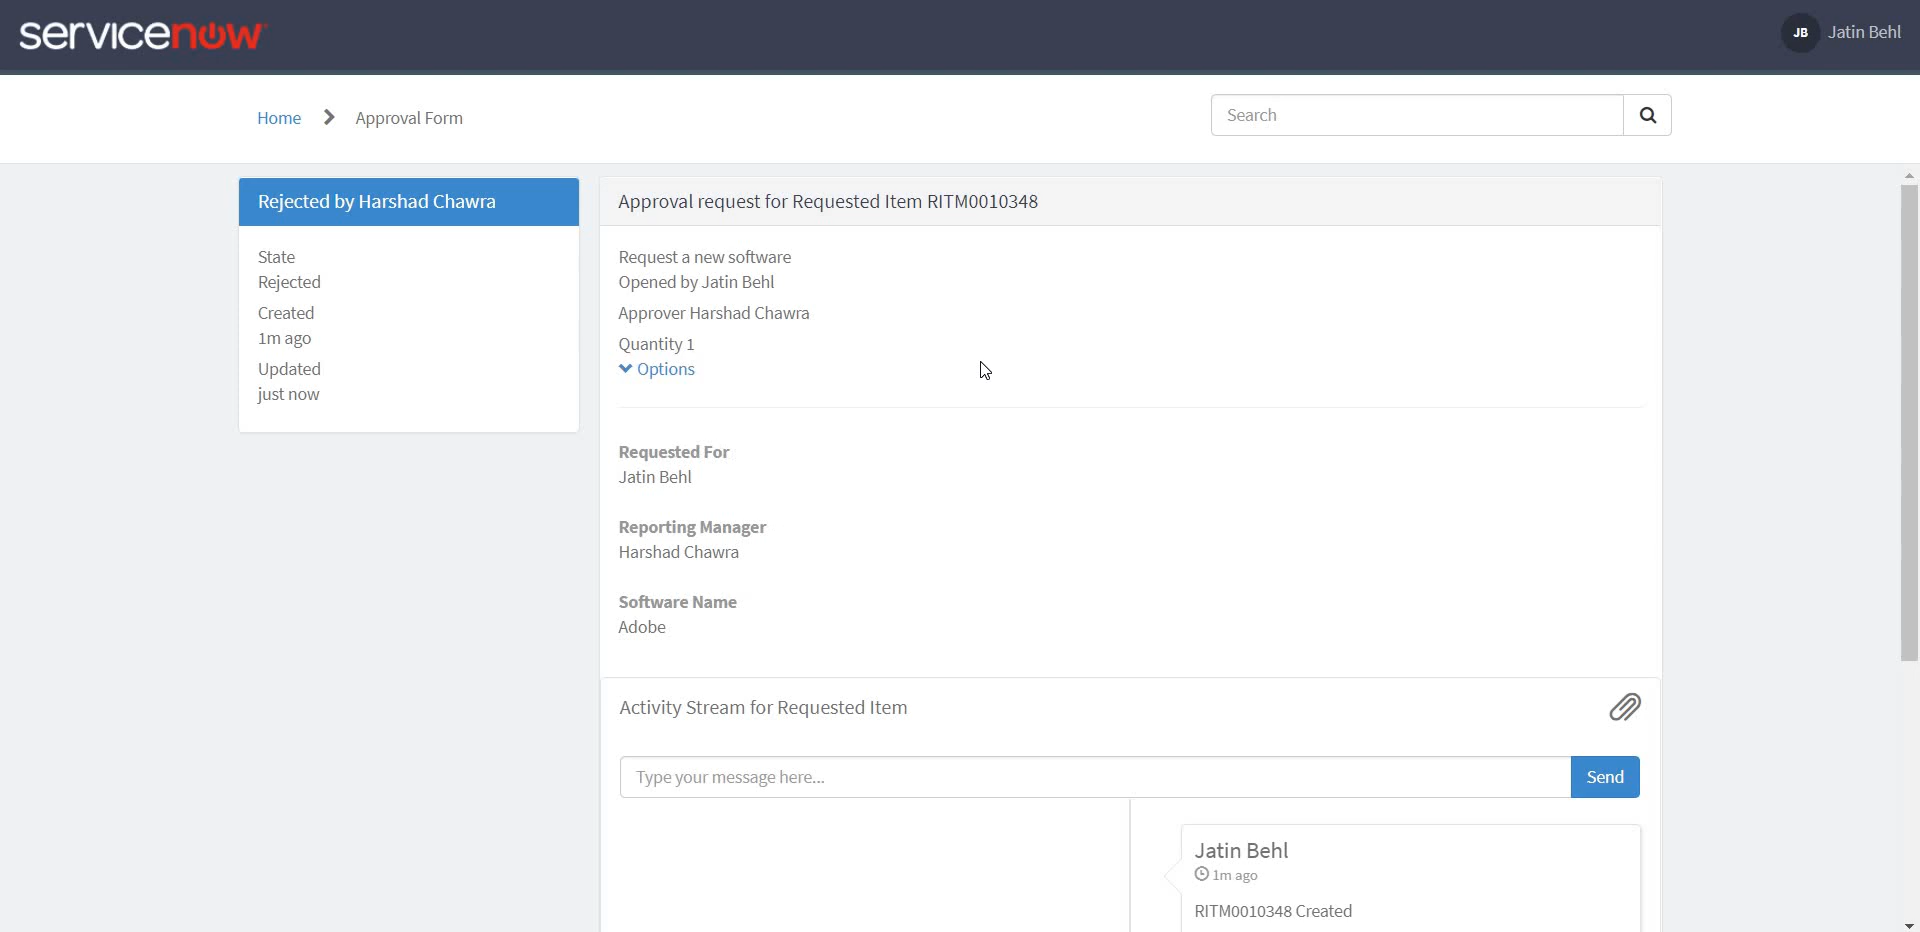 servicenow
JB Jatin Behl
Home > Approval Form
Search
Rejected by Harshad Chawra
State
Rejected
Created
1m ago
Updated
just now
Approval request for Requested Item RITM0010348
Request a new software
Opened by Jatin Behl
Approver Harshad Chawra
Quantity 1
Options
Requested For
Jatin Behl
Reporting Manager
Harshad Chawra
Software Name
Adobe
Activity Stream for Requested Item
Type your message here...
Send
Jatin Behl
1m ago
RITM0010348 Created